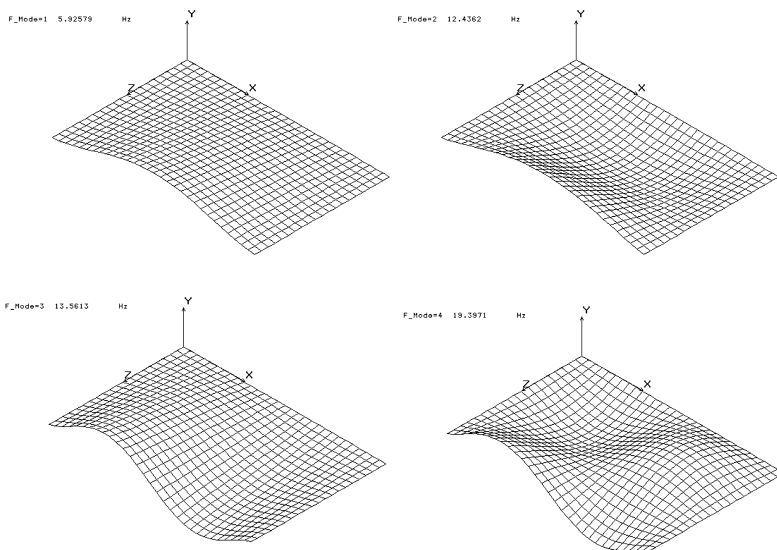 F_Mode=1 5.92579 Hz
Y
Z
X
F_Mode=2 12.4362 Hz
Y
Z
X
F_Mode=3 13.5613 Hz
Y
Z
X
F_Mode=4 19.3971 Hz
Y
Z
X